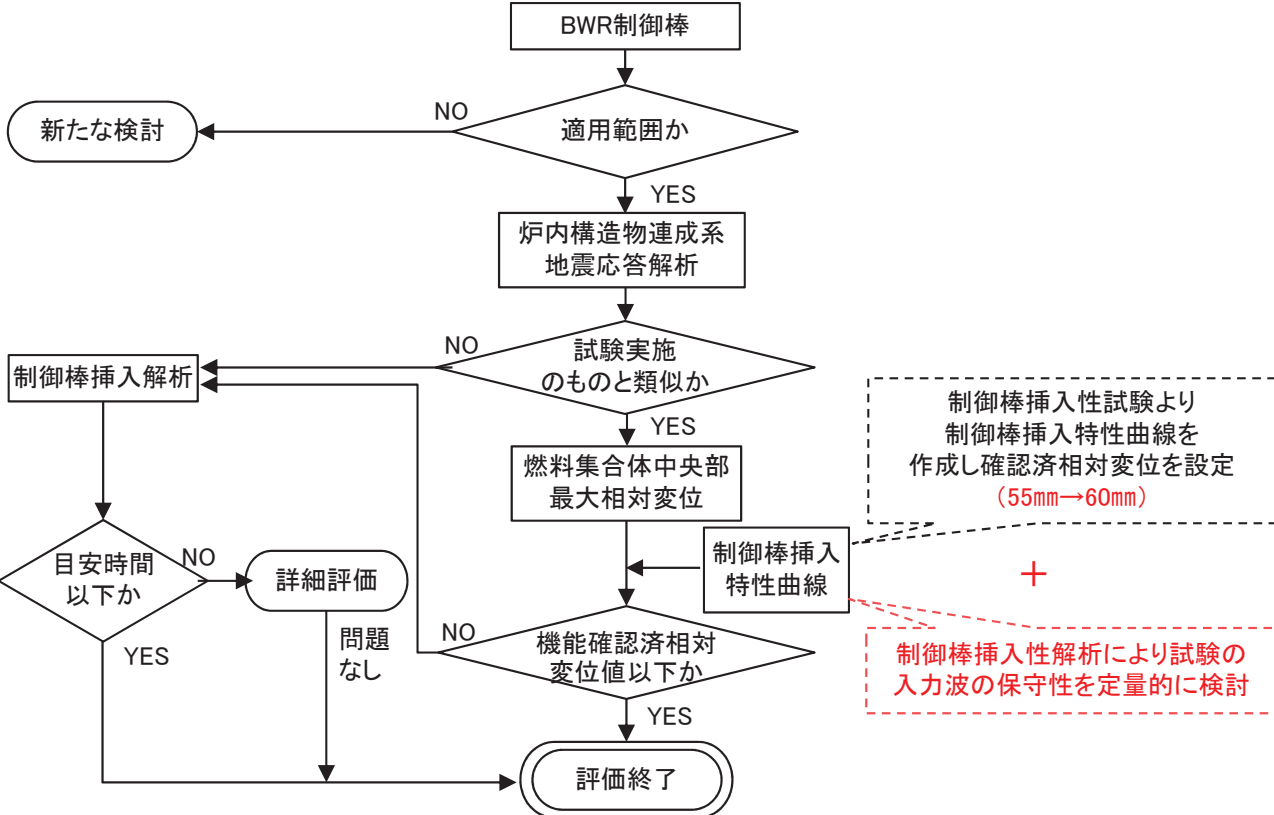 BWR制御棒
NO
新たな検討
適用範囲か
YES
炉内構造物連成系
地震応答解析
NO
試験実施
のものと類似か
制御棒挿入解析
YES
制御棒挿入性試験より
制御棒挿入特性曲線を
作成し確認済相対変位を設定
（55mm→60mm）
燃料集合体中央部
最大相対変位
制御棒挿入
特性曲線
+
目安時間
以下か
NO
詳細評価
YES
問題
なし
NO
機能確認済相対
変位値以下か
制御棒挿入性解析により試験の
入力波の保守性を定量的に検討
YES
評価終了